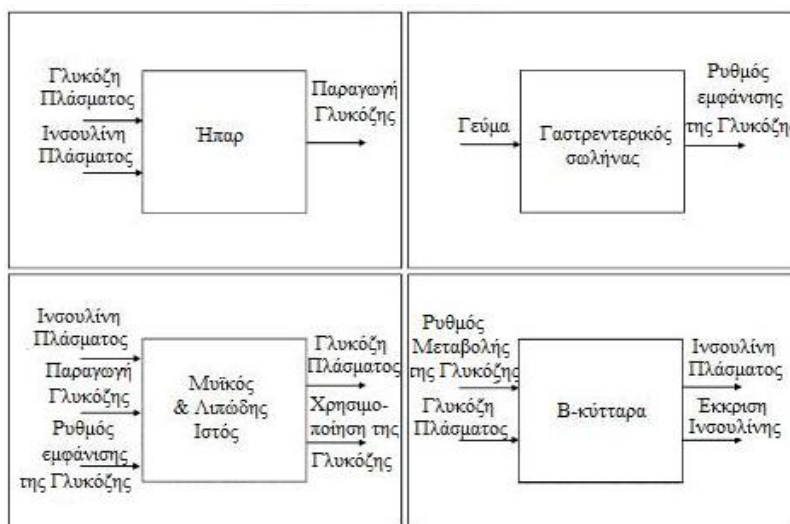 Γλυκόζη
Πλάσματος
Ινσουλίνη
Πλάσματος
Ήπαρ
Παραγωγή
Γλυκόζης
Γεύμα
Γαστρεντερικός
σωλήνας
Ρυθμός
εμφάνισης
της Γλυκόζης
Ινσουλίνη
Πλάσματος
Παραγωγή
Γλυκόζης
Ρυθμός
εμφάνισης
της Γλυκόζης
Μυϊκός
& Λιπώδης
Ιστός
Γλυκόζη
Πλάσματος
Χρησιμο-
ποίηση της
Γλυκόζης
Ρυθμός
Μεταβολής
της Γλυκόζης
Γλυκόζη
Πλάσματος
Β-κύτταρα
Ινσουλίνη
Πλάσματος
Εκκριση
Ινσουλίνης